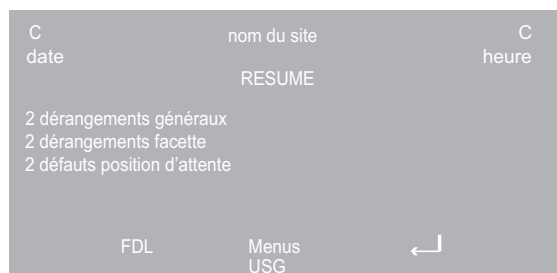 C nom du site C
date heure
RESUME
2 dérangements généraux
2 dérangements facette
2 défauts position d'attente
FDL Menus
USG